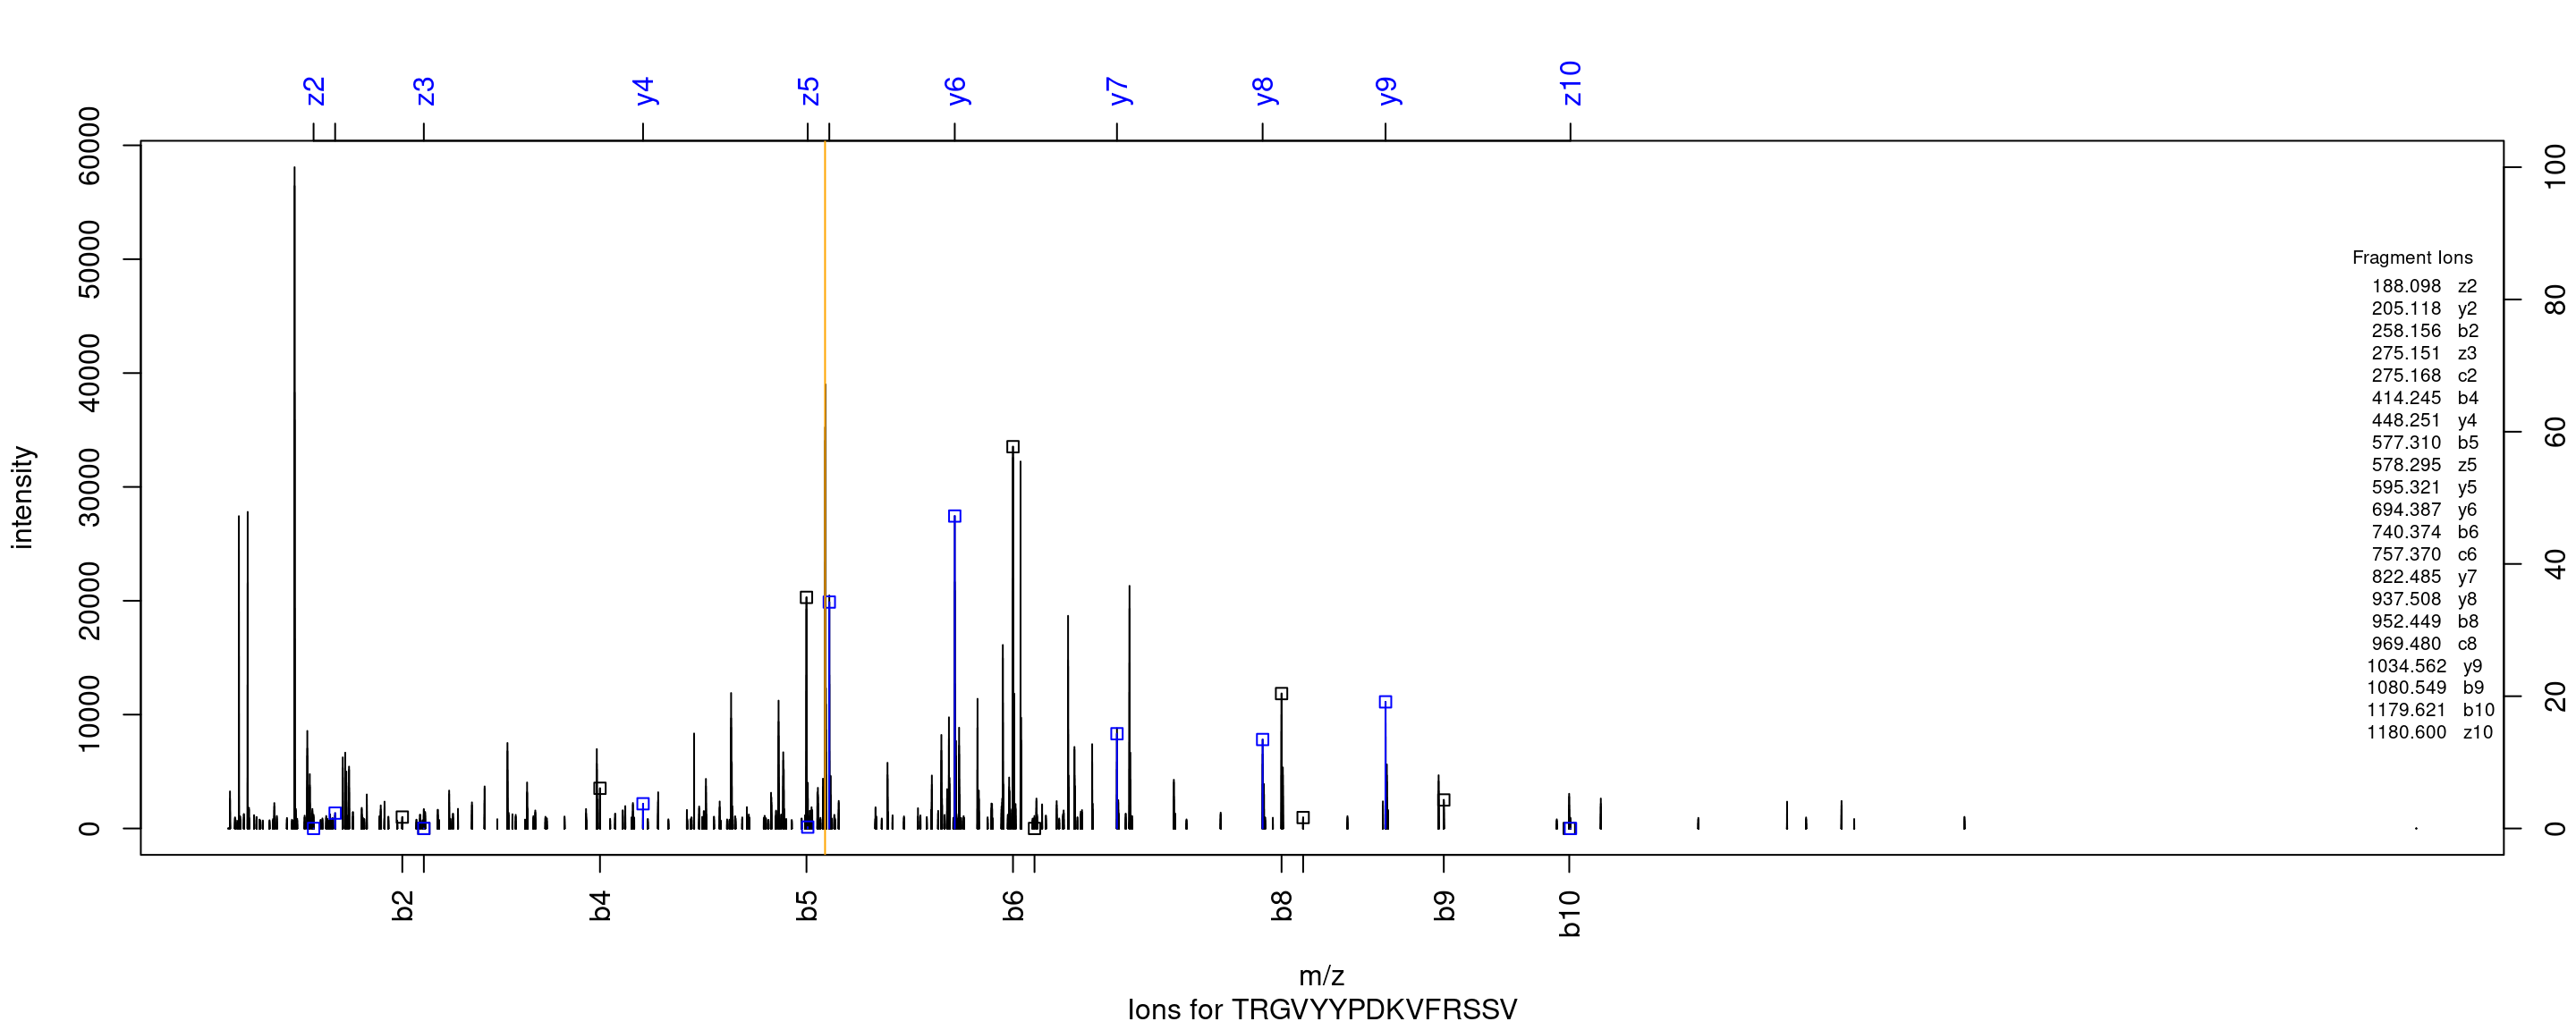 z2 z3 y4 z5 y6 y7 y8 y9 z10
60000
50000
40000
30000
20000
10000
0
intensity
100
80
60
40
20
0
Fragment Ions
188.098 z2
205.118 y2
258.156 b2
275.151 z3
275.168 c2
414.245 b4
448.251 y4
577.310 b5
578.295 z5
595.321 y5
694.387 y6
740.374 b6
757.370 c6
822.485 y7
937.508 y8
952.449 b8
969.480 c8
1034.562 y9
1080.549 b9
1179.621 b10
1180.600 z10
b2 b4 b5 b6 b8 b9 b10
m/z
Ions for TRGVYYPDKVFRSSV